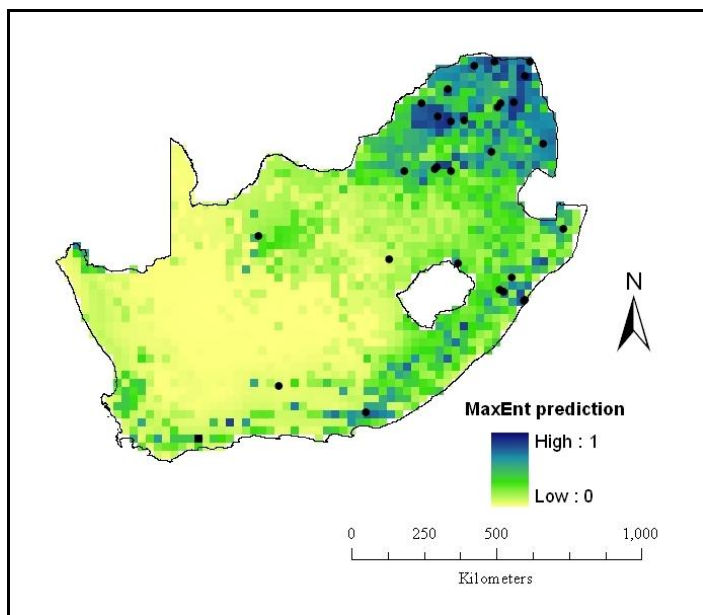 N
MaxEnt prediction
High : 1
Low : 0
0 250 500 1,000
Kilometers